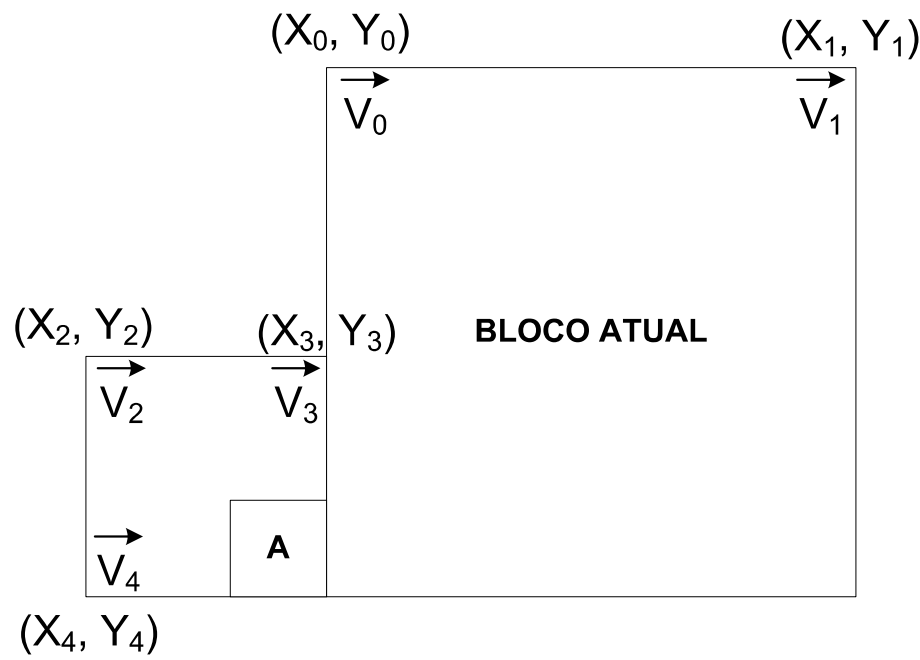 (X₀, Y₀)
(X₁, Y₁)
V₀
V₁
(X₂, Y₂)
(X₃, Y₃)
BLOCO ATUAL
V₂
V₃
A
V₄
(X₄, Y₄)